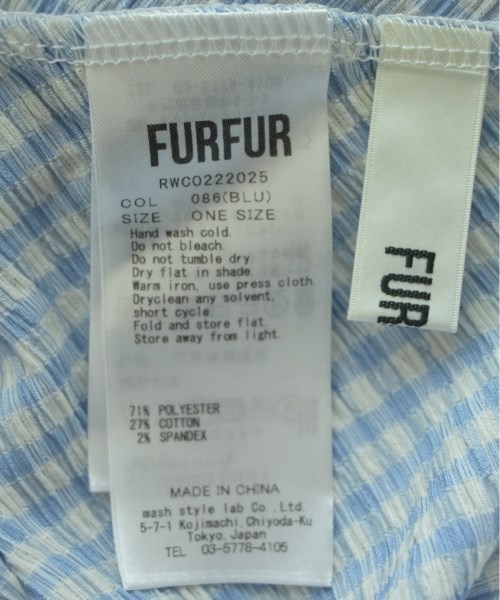 FURFUR
RWCO222025
COL 086(BLU)
SIZE ONE SIZE
Hand wash cold.
Do not bleach.
Do not tumble dry.
Dry flat in shade.
Warm iron, use press cloth.
Dryclean any solvent,
short cycle.
Fold and store flat.
Store away from light.
71% POLYESTER
27% COTTON
2% SPANDEX
MADE IN CHINA
mash style lab Co., Ltd.
5-7-1 Kojimachi, Chiyoda-Ku
Tokyo, Japan
TEL 03-5778-4105
FUR